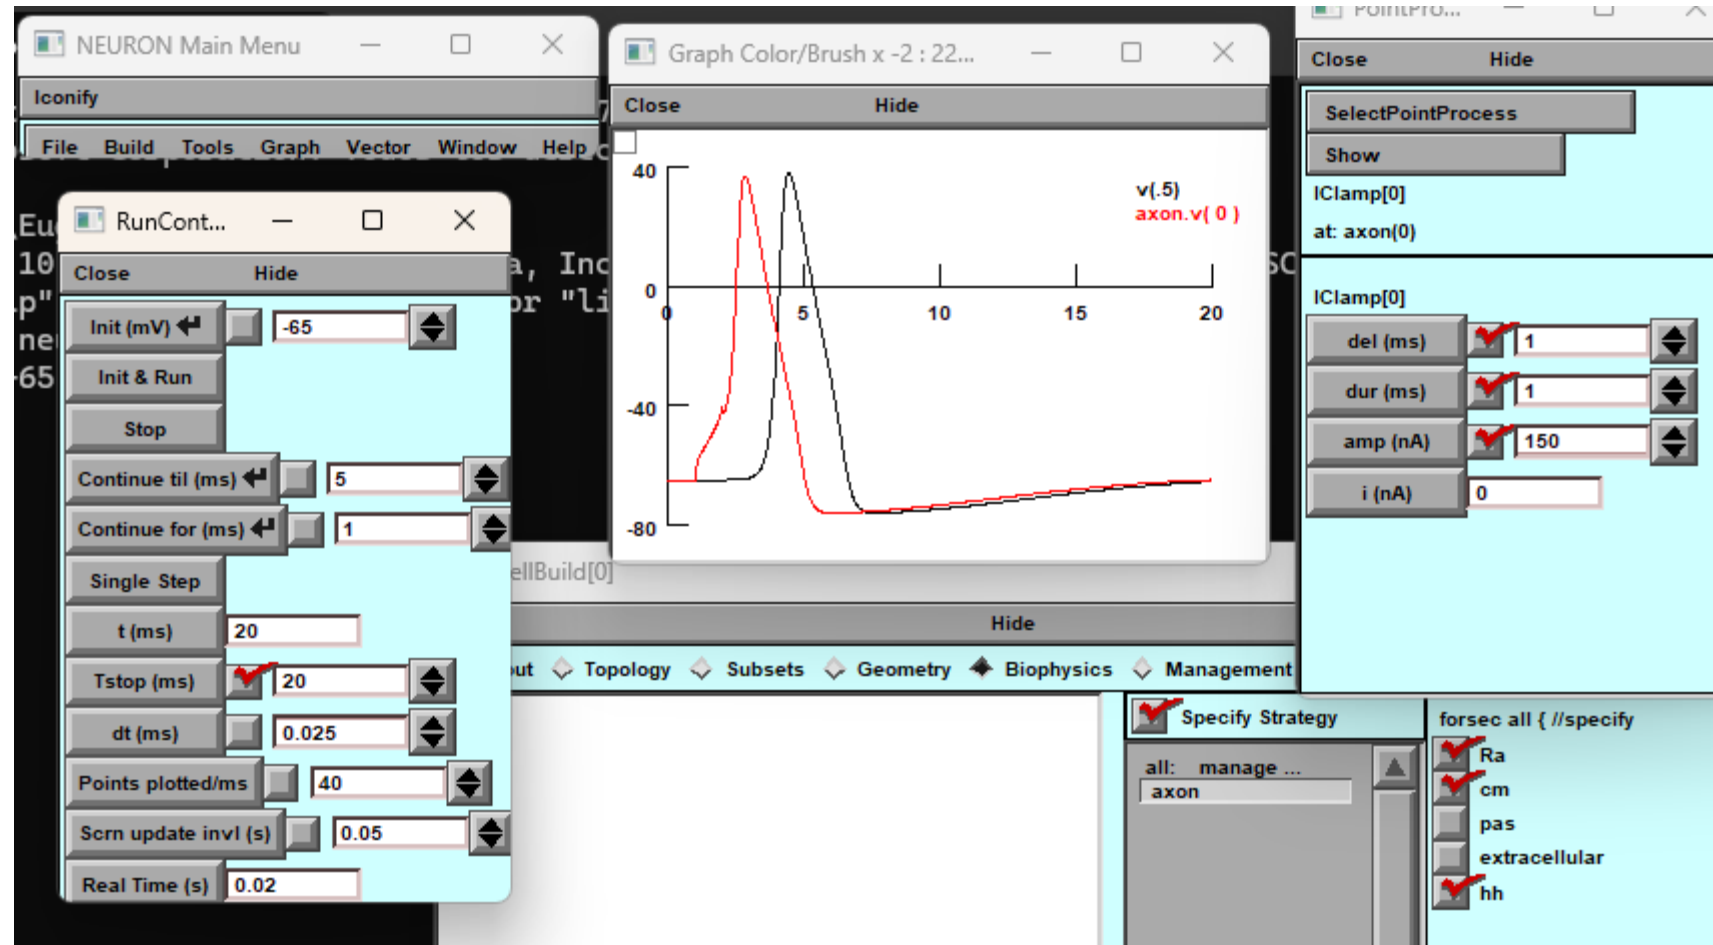 NEURON Main Menu
Iconify
File Build Tools Graph Vector Window Help
RunCont...
Close Hide
Init (mV) -65
Init & Run
Stop
Continue til (ms) 5
Continue for (ms) 1
Single Step
t (ms) 20
Tstop (ms) 20
dt (ms) 0.025
Points plotted/ms 40
Scrn update invl (s) 0.05
Real Time (s) 0.02
Graph Color/Brush x -2 : 22...
Close Hide
40
v(.5)
axon.v( 0 )
0
0 5 10 15 20
-40
-80
PointPro...
Close Hide
SelectPointProcess
Show
IClamp[0]
at: axon(0)
IClamp[0]
del (ms) 1
dur (ms) 1
amp (nA) 150
i (nA) 0
ellBuild[0]
Hide
out Topology Subsets Geometry Biophysics Management
Specify Strategy
all: manage ...
axon
forsec all { //specify
Ra
cm
pas
extracellular
hh